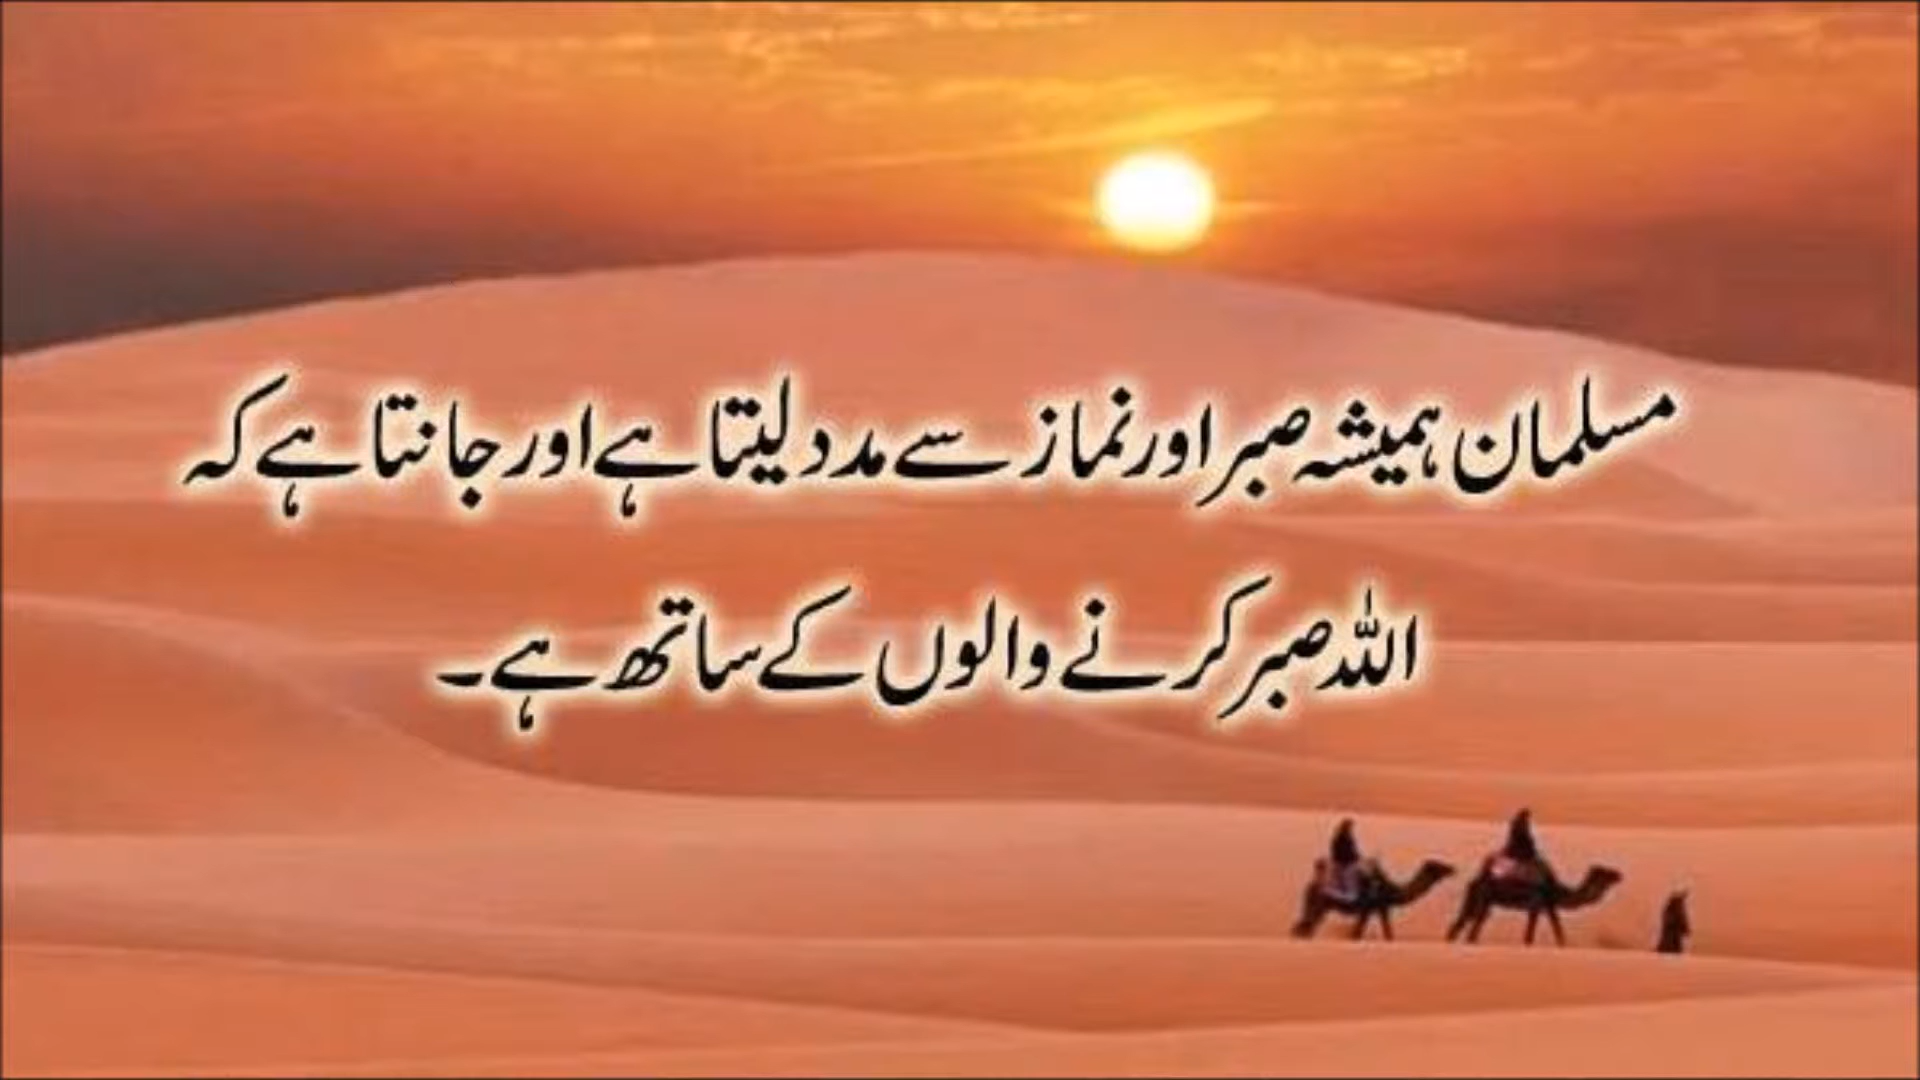 مسلمان ہمیشہ صبر اور نماز سے مدد لیتا ہے اور جانتا ہے کہ
اللہ صبر کرنے والوں کے ساتھ ہے۔